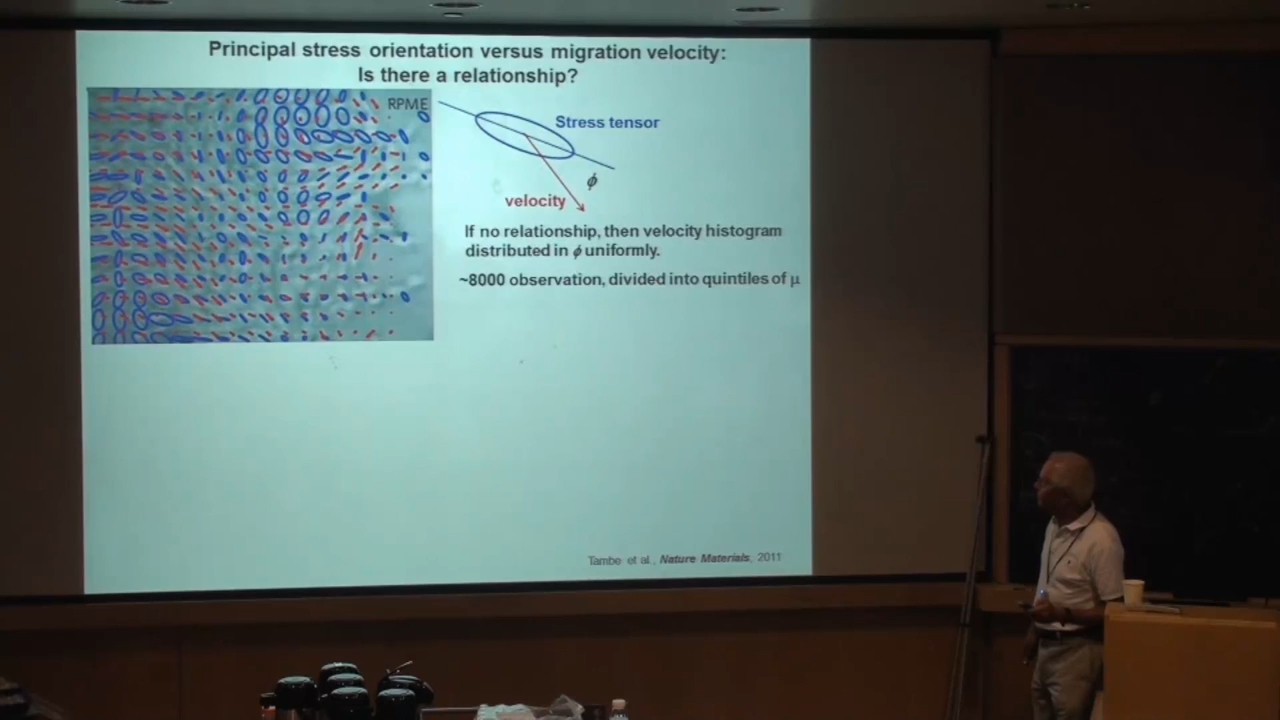 Principal stress orientation versus migration velocity:
Is there a relationship?
RPME
Stress tensor
ϕ
velocity
If no relationship, then velocity histogram
distributed in ϕ uniformly.
~8000 observation, divided into quintiles of μ
Tambe et al., Nature Materials, 2011